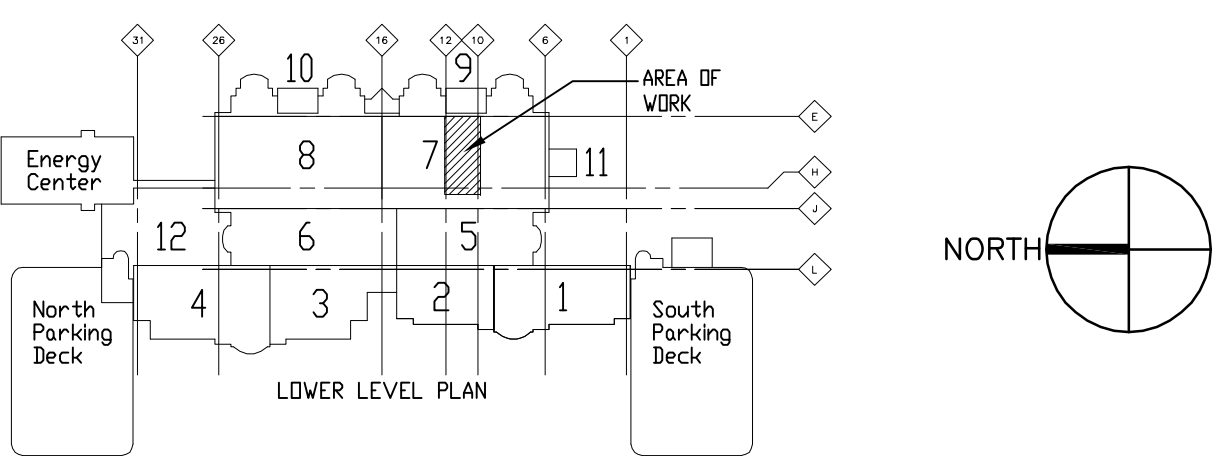 31
26
16
12
10
6
1
10
9
AREA OF
WORK
E
Energy
Center
8
7
11
H
J
12
6
5
NORTH
L
4
3
2
1
North
Parking
Deck
South
Parking
Deck
LOWER LEVEL PLAN